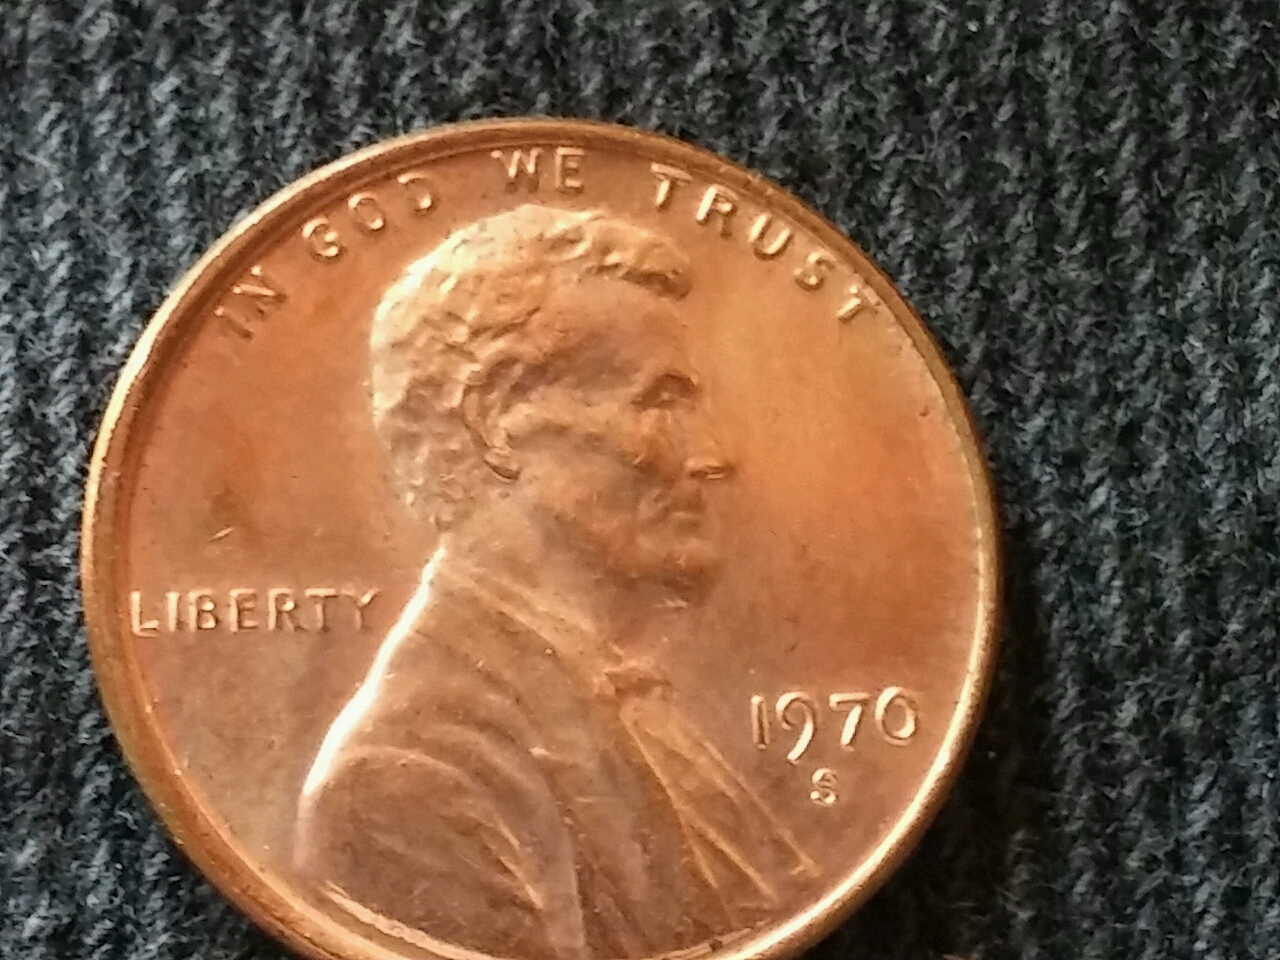 IN GOD WE TRUST
LIBERTY
1970
S